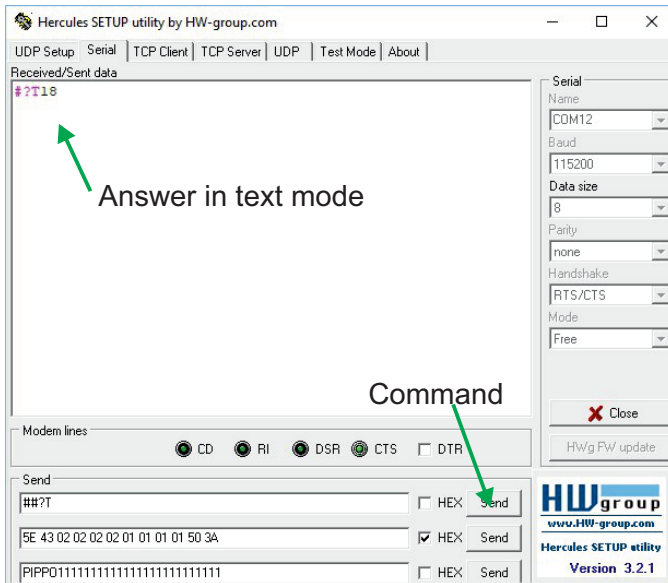 Hercules SETUP utility by HW-group.com
UDP Setup Serial TCP Client TCP Server UDP Test Mode About
Received/Sent data
#?T18
Answer in text mode
Serial
Name
COM12
Baud
115200
Data size
8
Parity
none
Handshake
RTS/CTS
Mode
Free
Command
Close
HWg FW update
Modem lines
CD RI DSR CTS DTR
Send
##?T HEX Send
5E 43 02 02 02 02 01 01 01 01 50 3A HEX Send
HEX Send
HW group
www.HW-group.com
Hercules SETUP utility
Version 3.2.1